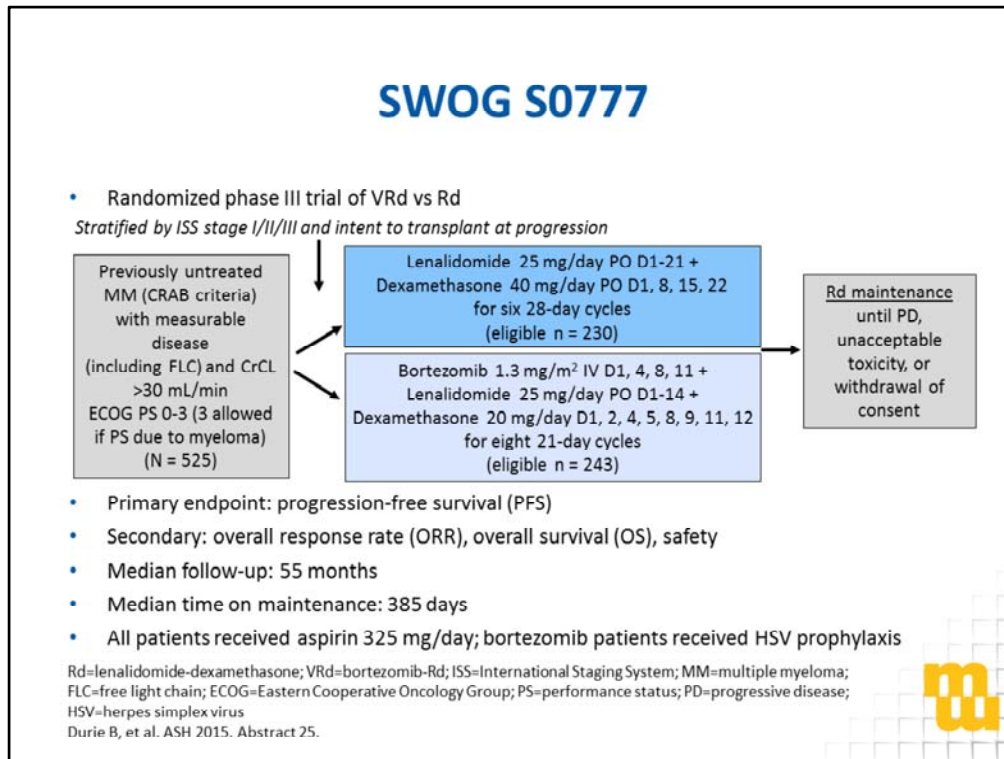 SWOG S0777
• Randomized phase III trial of VRd vs Rd
Stratified by ISS stage I/II/III and intent to transplant at progression
Previously untreated
MM (CRAB criteria)
with measurable
disease
(including FLC) and CrCL
>30 mL/min
ECOG PS 0-3 (3 allowed
if PS due to myeloma)
(N = 525)
Lenalidomide 25 mg/day PO D1-21 +
Dexamethasone 40 mg/day PO D1, 8, 15, 22
for six 28-day cycles
(eligible n = 230)
Bortezomib 1.3 mg/m² IV D1, 4, 8, 11 +
Lenalidomide 25 mg/day PO D1-14 +
Dexamethasone 20 mg/day D1, 2, 4, 5, 8, 9, 11, 12
for eight 21-day cycles
(eligible n = 243)
Rd maintenance
until PD,
unacceptable
toxicity, or
withdrawal of
consent
• Primary endpoint: progression-free survival (PFS)
• Secondary: overall response rate (ORR), overall survival (OS), safety
• Median follow-up: 55 months
• Median time on maintenance: 385 days
• All patients received aspirin 325 mg/day; bortezomib patients received HSV prophylaxis
Rd=lenalidomide-dexamethasone; VRd=bortezomib-Rd; ISS=International Staging System; MM=multiple myeloma;
FLC=free light chain; ECOG=Eastern Cooperative Oncology Group; PS=performance status; PD=progressive disease;
HSV=herpes simplex virus
Durie B, et al. ASH 2015. Abstract 25.